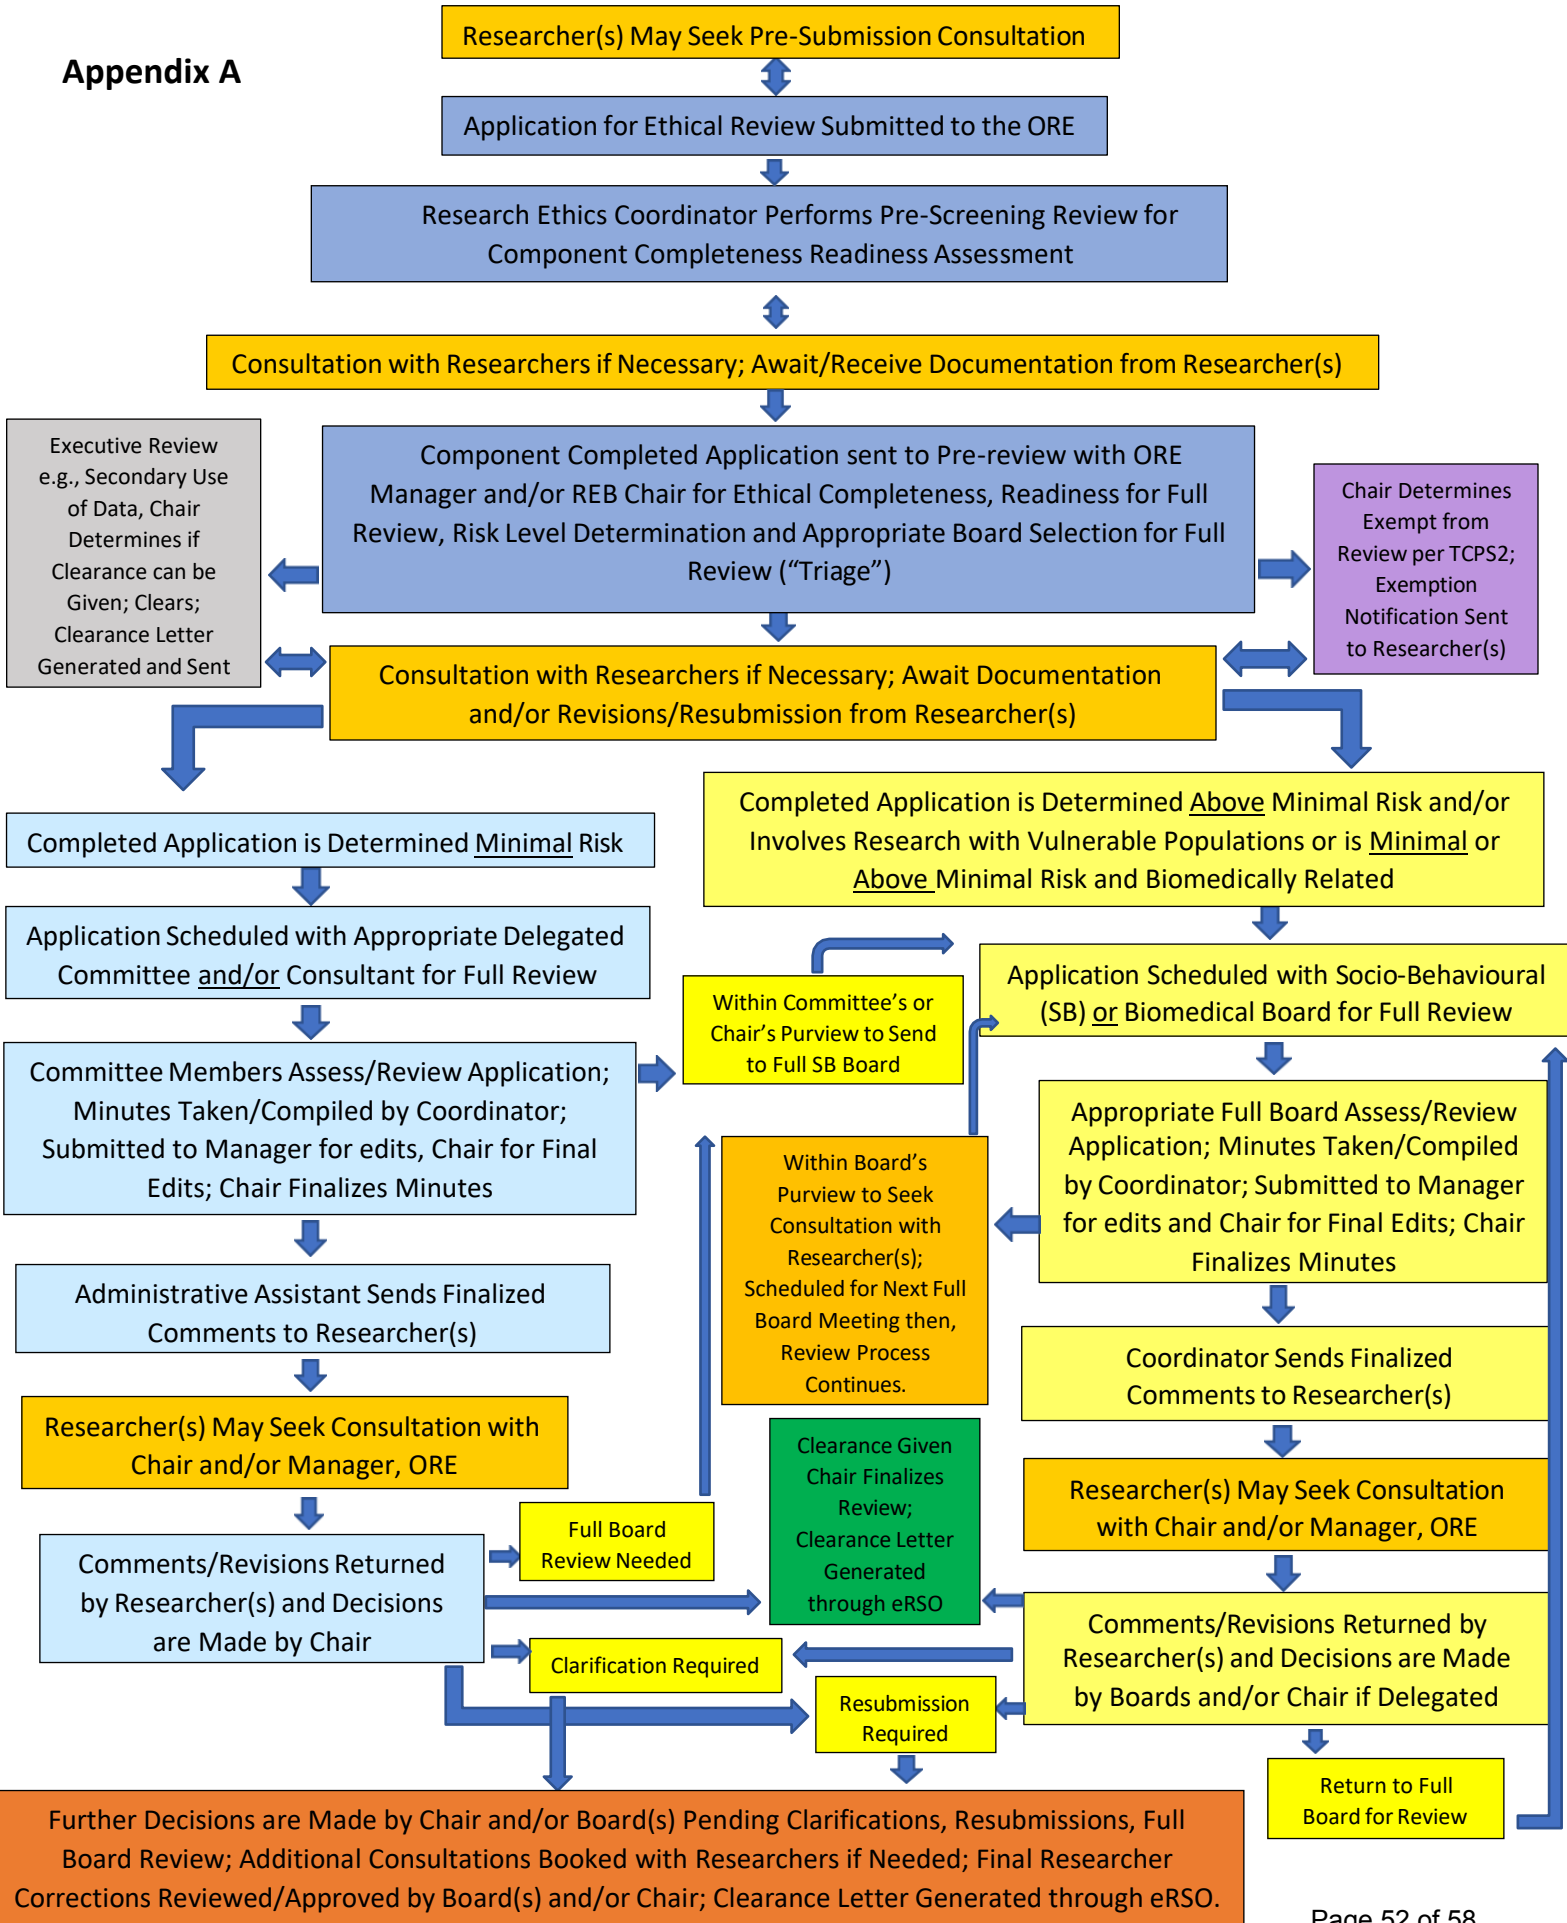 Researcher(s) May Seek Pre-Submission Consultation
Appendix A
Application for Ethical Review Submitted to the ORE
Research Ethics Coordinator Performs Pre-Screening Review for
Component Completeness Readiness Assessment
Consultation with Researchers if Necessary; Await/Receive Documentation from Researcher(s)
Executive Review
e.g., Secondary Use
of Data, Chair
Determines if
Clearance can be
Given; Clears;
Clearance Letter
Generated and Sent
Component Completed Application sent to Pre-review with ORE
Manager and/or REB Chair for Ethical Completeness, Readiness for Full
Review, Risk Level Determination and Appropriate Board Selection for Full
Review (“Triage”)
Chair Determines
Exempt from
Review per TCPS2;
Exemption
Notification Sent
to Researcher(s)
Consultation with Researchers if Necessary; Await Documentation
and/or Revisions/Resubmission from Researcher(s)
Completed Application is Determined Minimal Risk
Completed Application is Determined Above Minimal Risk and/or
Involves Research with Vulnerable Populations or is Minimal or
Above Minimal Risk and Biomedically Related
Application Scheduled with Appropriate Delegated
Committee and/or Consultant for Full Review
Within Committee’s or
Chair’s Purview to Send
to Full SB Board
Application Scheduled with Socio-Behavioural
(SB) or Biomedical Board for Full Review
Committee Members Assess/Review Application;
Minutes Taken/Compiled by Coordinator;
Submitted to Manager for edits, Chair for Final
Edits; Chair Finalizes Minutes
Within Board’s
Purview to Seek
Consultation with
Researcher(s);
Scheduled for Next Full
Board Meeting then,
Review Process
Continues.
Appropriate Full Board Assess/Review
Application; Minutes Taken/Compiled
by Coordinator; Submitted to Manager
for edits and Chair for Final Edits; Chair
Finalizes Minutes
Administrative Assistant Sends Finalized
Comments to Researcher(s)
Coordinator Sends Finalized
Comments to Researcher(s)
Researcher(s) May Seek Consultation with
Chair and/or Manager, ORE
Clearance Given
Chair Finalizes
Review;
Clearance Letter
Generated
through eRSO
Researcher(s) May Seek Consultation
with Chair and/or Manager, ORE
Full Board
Review Needed
Comments/Revisions Returned
by Researcher(s) and Decisions
are Made by Chair
Comments/Revisions Returned by
Researcher(s) and Decisions are Made
by Boards and/or Chair if Delegated
Clarification Required
Resubmission
Required
Return to Full
Board for Review
Further Decisions are Made by Chair and/or Board(s) Pending Clarifications, Resubmissions, Full
Board Review; Additional Consultations Booked with Researchers if Needed; Final Researcher
Corrections Reviewed/Approved by Board(s) and/or Chair; Clearance Letter Generated through eRSO.
Page 52 of 58